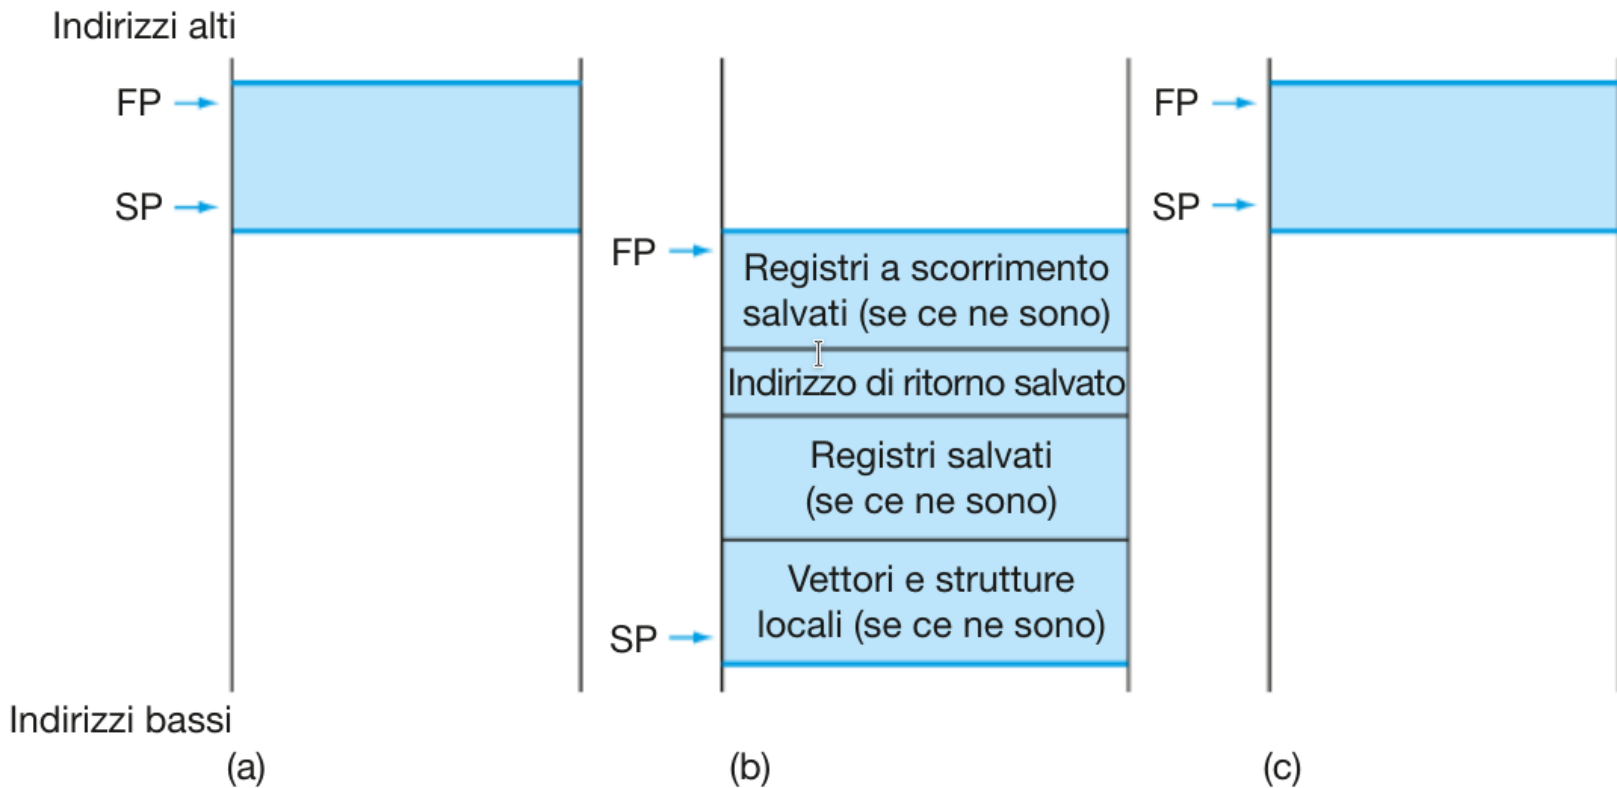 Indirizzi alti
FP
SP
FP
Registri a scorrimento
salvati (se ce ne sono)
Indirizzo di ritorno salvato
Registri salvati
(se ce ne sono)
Vettori e strutture
locali (se ce ne sono)
SP
FP
SP
Indirizzi bassi
(a)
(b)
(c)